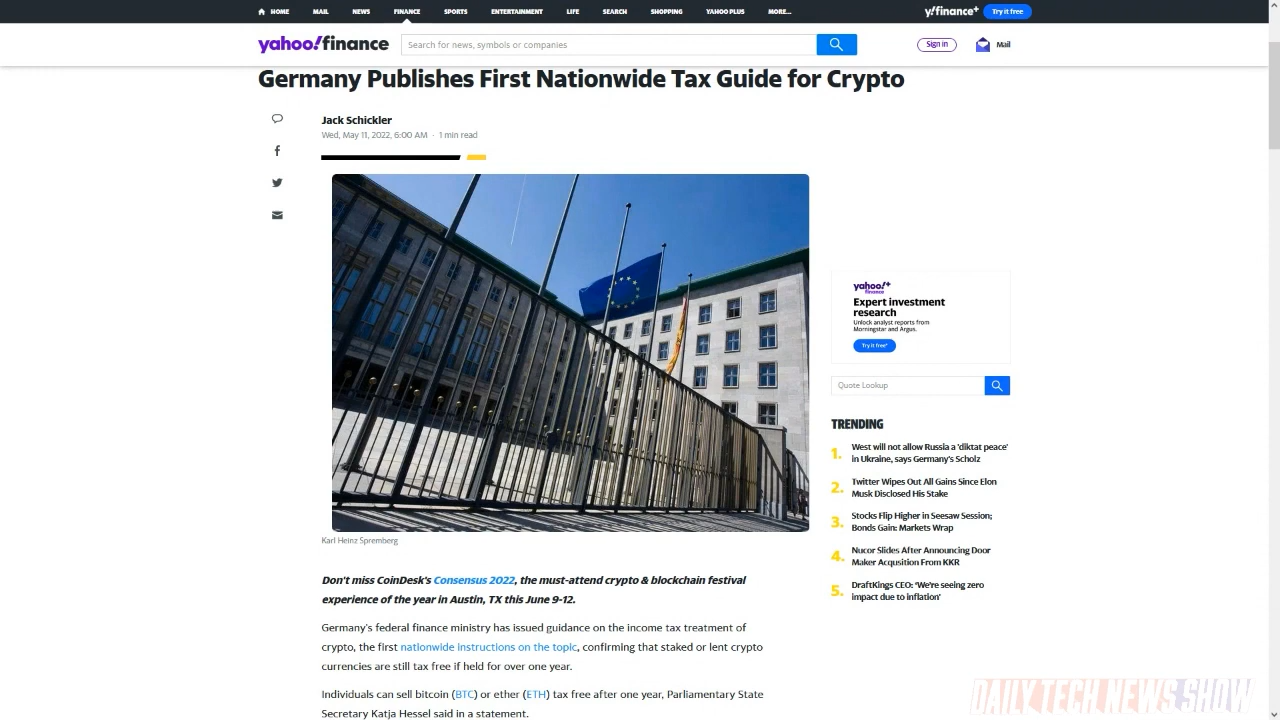 HOME MAIL NEWS FINANCE SPORTS ENTERTAINMENT LIFE SEARCH SHOPPING YAHOO PLUS MORE... y!finance+ Try it free
yahoo!finance Search for news, symbols or companies Sign in Mail
Germany Publishes First Nationwide Tax Guide for Crypto
Jack Schickler
Wed, May 11, 2022, 6:00 AM · 1 min read
Karl Heinz Spremberg
Don't miss CoinDesk's Consensus 2022, the must-attend crypto & blockchain festival
experience of the year in Austin, TX this June 9-12.
Germany's federal finance ministry has issued guidance on the income tax treatment of
crypto, the first nationwide instructions on the topic, confirming that staked or lent crypto
currencies are still tax free if held for over one year.
Individuals can sell bitcoin (BTC) or ether (ETH) tax free after one year, Parliamentary State
Secretary Katja Hessel said in a statement.
yahoo!+
finance
Expert investment
research
Unlock analyst reports from
Morningstar and Argus.
Try it free*
Quote Lookup
TRENDING
1. West will not allow Russia a 'diktat peace'
in Ukraine, says Germany's Scholz
2. Twitter Wipes Out All Gains Since Elon
Musk Disclosed His Stake
3. Stocks Flip Higher in Seesaw Session;
Bonds Gain: Markets Wrap
4. Nucor Slides After Announcing Door
Maker Acqusition From KKR
5. DraftKings CEO: 'We're seeing zero
impact due to inflation'
DAILY TECH NEWS SHOW